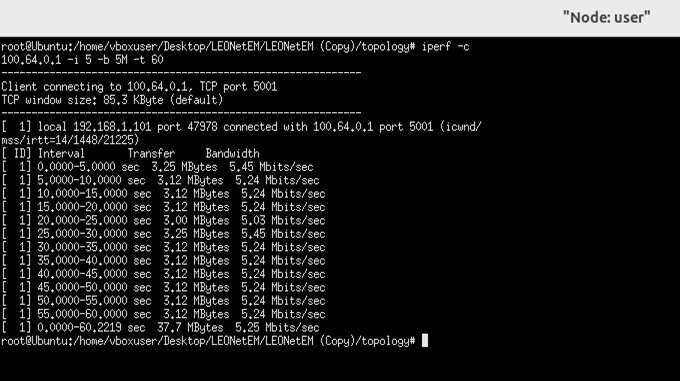 "Node: user"
root@Ubuntu:/home/vboxuser/Desktop/LEONetEM/LEONetEM (Copy)/topology# iperf -c
100.64.0.1 -i 5 -b 5M -t 60
------------------------------------------------------------
Client connecting to 100.64.0.1, TCP port 5001
TCP window size: 85.3 KByte (default)
------------------------------------------------------------
[  1] local 192.168.1.101 port 47978 connected with 100.64.0.1 port 5001 (icwnd/
mss/irtt=14/1448/21225)
[ ID] Interval       Transfer     Bandwidth
[  1] 0.0000-5.0000 sec  3.25 MBytes  5.45 Mbits/sec
[  1] 5.0000-10.0000 sec  3.12 MBytes  5.24 Mbits/sec
[  1] 10.0000-15.0000 sec  3.12 MBytes  5.24 Mbits/sec
[  1] 15.0000-20.0000 sec  3.12 MBytes  5.24 Mbits/sec
[  1] 20.0000-25.0000 sec  3.00 MBytes  5.03 Mbits/sec
[  1] 25.0000-30.0000 sec  3.25 MBytes  5.45 Mbits/sec
[  1] 30.0000-35.0000 sec  3.12 MBytes  5.24 Mbits/sec
[  1] 35.0000-40.0000 sec  3.12 MBytes  5.24 Mbits/sec
[  1] 40.0000-45.0000 sec  3.12 MBytes  5.24 Mbits/sec
[  1] 45.0000-50.0000 sec  3.12 MBytes  5.24 Mbits/sec
[  1] 50.0000-55.0000 sec  3.12 MBytes  5.24 Mbits/sec
[  1] 55.0000-60.0000 sec  3.12 MBytes  5.24 Mbits/sec
[  1] 0.0000-60.2219 sec  37.7 MBytes  5.25 Mbits/sec
root@Ubuntu:/home/vboxuser/Desktop/LEONetEM/LEONetEM (Copy)/topology#